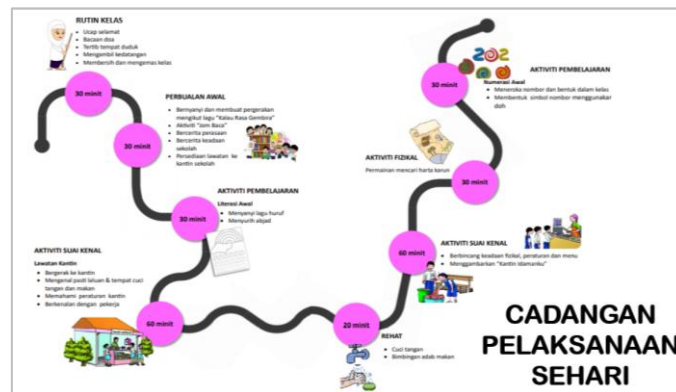 RUTIN KELAS
Ucap selamat
Bacaan doa
Tertib tempat duduk
Mengambil kedatangan
Membersih dan mengemas kelas
30 minit
PERBUALAN AWAL
Bernyanyi dan membuat pergerakan
mengikut lagu "Kalau Rasa Gembira"
Aktiviti "Jom Baca"
Bercerita perasaan
Bercerita keadaan
sekolah
Persediaan lawatan ke
kantin sekolah
30 minit
AKTIVITI PEMBELAJARAN
Literasi Awal
Menyanyi lagu huruf
Menyurih abjad
30 minit
AKTIVITI SUAI KENAL
Lawatan Kantin
Bergerak ke kantin
Mengenal pasti laluan & tempat cuci
tangan dan makan
Memahami peraturan kantin
Berkenalan dengan pekerja
60 minit
20 minit
REHAT
Cuci tangan
Bimbingan adab makan
AKTIVITI SUAI KENAL
Berbincang keadaan fizikal, peraturan dan menu
Menggambarkan "Kantin Idamanku"
60 minit
AKTIVITI FIZIKAL
Permainan mencari harta karun
30 minit
202
AKTIVITI PEMBELAJARAN
Numerasi Awal
Meneroka nombor dan bentuk dalam kelas
Membentuk simbol nombor menggunakan
doh
30 minit
CADANGAN
PELAKSANAAN
SEHARI